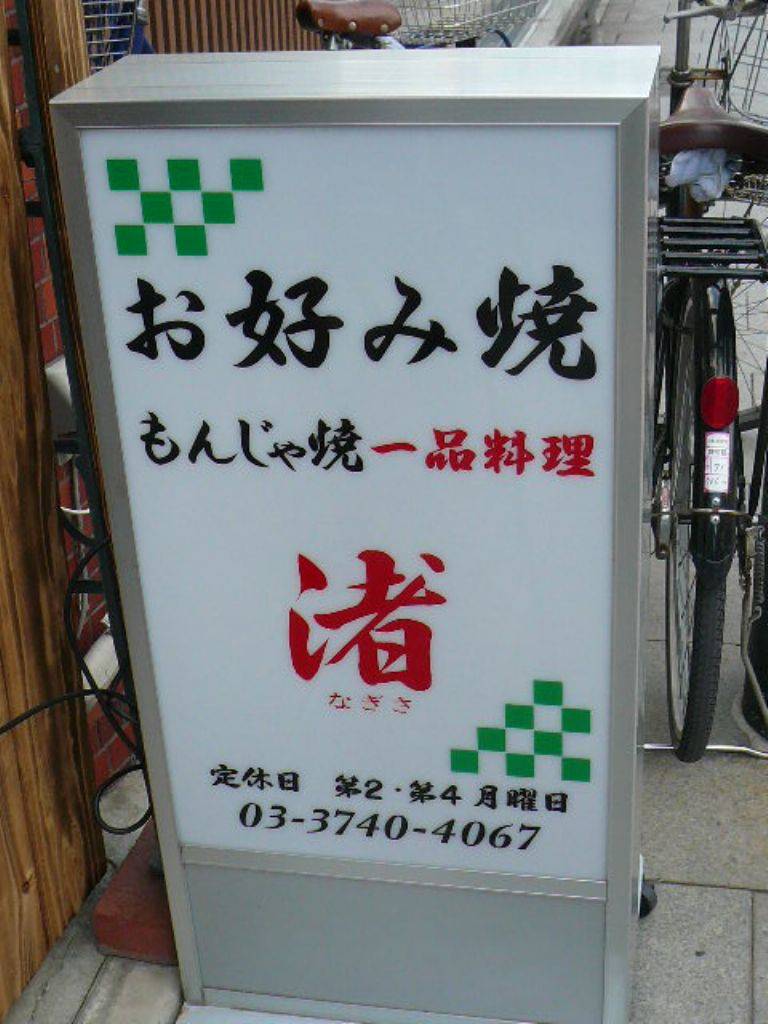 お好み焼
もんじゃ焼一品料理
渚
なぎさ
定休日 第2・第4 月曜日
03-3740-4067